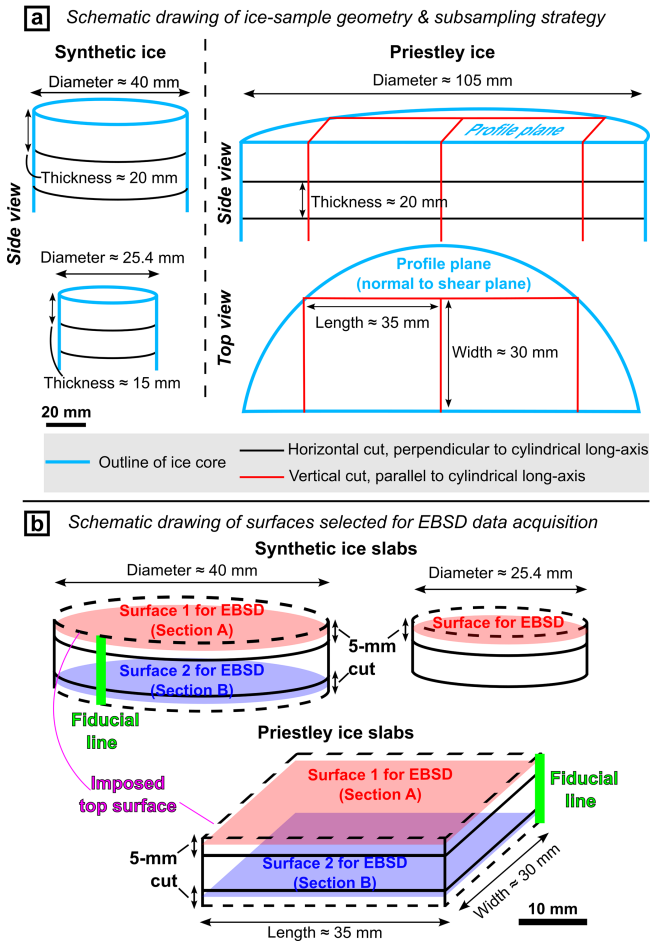 a Schematic drawing of ice-sample geometry & subsampling strategy
Synthetic ice
Diameter ≈ 40 mm
Thickness ≈ 20 mm
Side view
Diameter ≈ 25.4 mm
Thickness ≈ 15 mm
20 mm
Priestley ice
Diameter ≈ 105 mm
Profile plane
Side view
Thickness ≈ 20 mm
Profile plane
(normal to shear plane)
Top view
Length ≈ 35 mm
Width ≈ 30 mm
Outline of ice core
Horizontal cut, perpendicular to cylindrical long-axis
Vertical cut, parallel to cylindrical long-axis
b Schematic drawing of surfaces selected for EBSD data acquisition
Synthetic ice slabs
Diameter ≈ 40 mm
Surface 1 for EBSD
(Section A)
Surface 2 for EBSD
(Section B)
5-mm
cut
Fiducial
line
Diameter ≈ 25.4 mm
Surface for EBSD
Imposed
top surface
Priestley ice slabs
Surface 1 for EBSD
(Section A)
Fiducial
line
Surface 2 for EBSD
(Section B)
5-mm
cut
Length ≈ 35 mm
Width ≈ 30 mm
10 mm